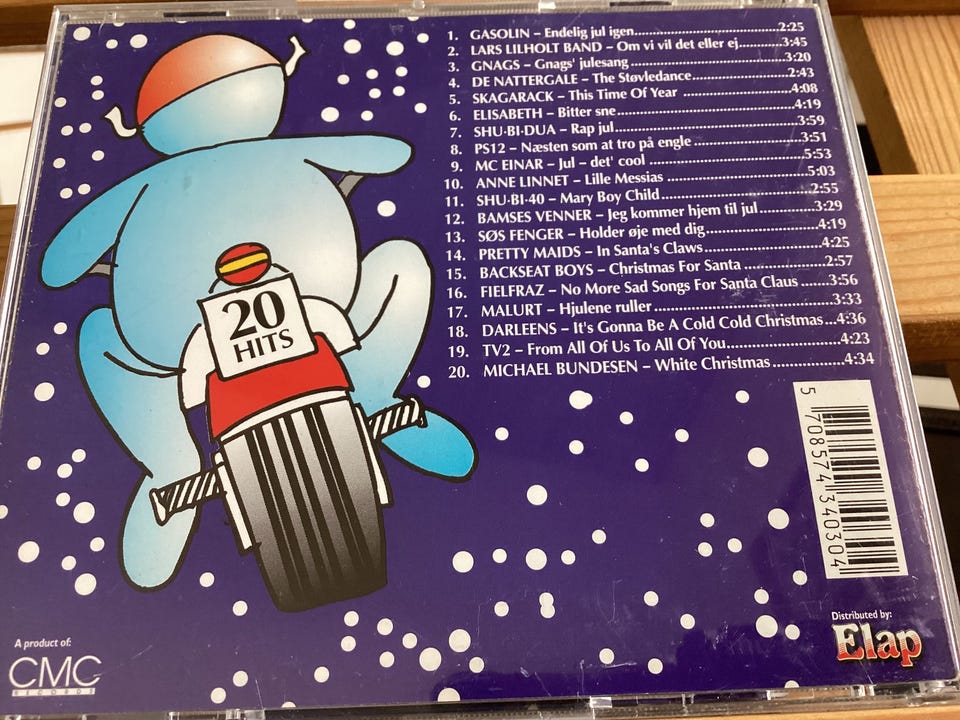 1. GASOLIN – Endelig jul igen..........2:25
2. LARS LILHOLT BAND – Om vi vil det eller ej..........3:45
3. GNAGS – Gnags' julesang..........3:20
4. DE NATTERGALE – The Støvledance..........2:43
5. SKAGARACK – This Time Of Year ..........4:08
6. ELISABETH – Bitter sne..........4:19
7. SHU·BI·DUA – Rap jul..........3:59
8. PS12 – Næsten som at tro på engle ..........3:51
9. MC EINAR – Jul – det' cool ..........5:53
10. ANNE LINNET – Lille Messias ..........5:03
11. SHU·BI·40 – Mary Boy Child..........2:55
12. BAMSES VENNER – Jeg kommer hjem til jul..........3:29
13. SØS FENGER – Holder øje med dig..........4:19
14. PRETTY MAIDS – In Santa's Claws..........4:25
15. BACKSEAT BOYS – Christmas For Santa ..........2:57
16. FIELFRAZ – No More Sad Songs For Santa Claus .......3:56
17. MALURT – Hjulene ruller..........3:33
18. DARLEENS – It's Gonna Be A Cold Cold Christmas...4:36
19. TV2 – From All Of Us To All Of You..........4:23
20. MICHAEL BUNDESEN – White Christmas..........4:34
20
HITS
5 708574 340304
A product of:
CMC
RECORDS
Distributed by:
Elap